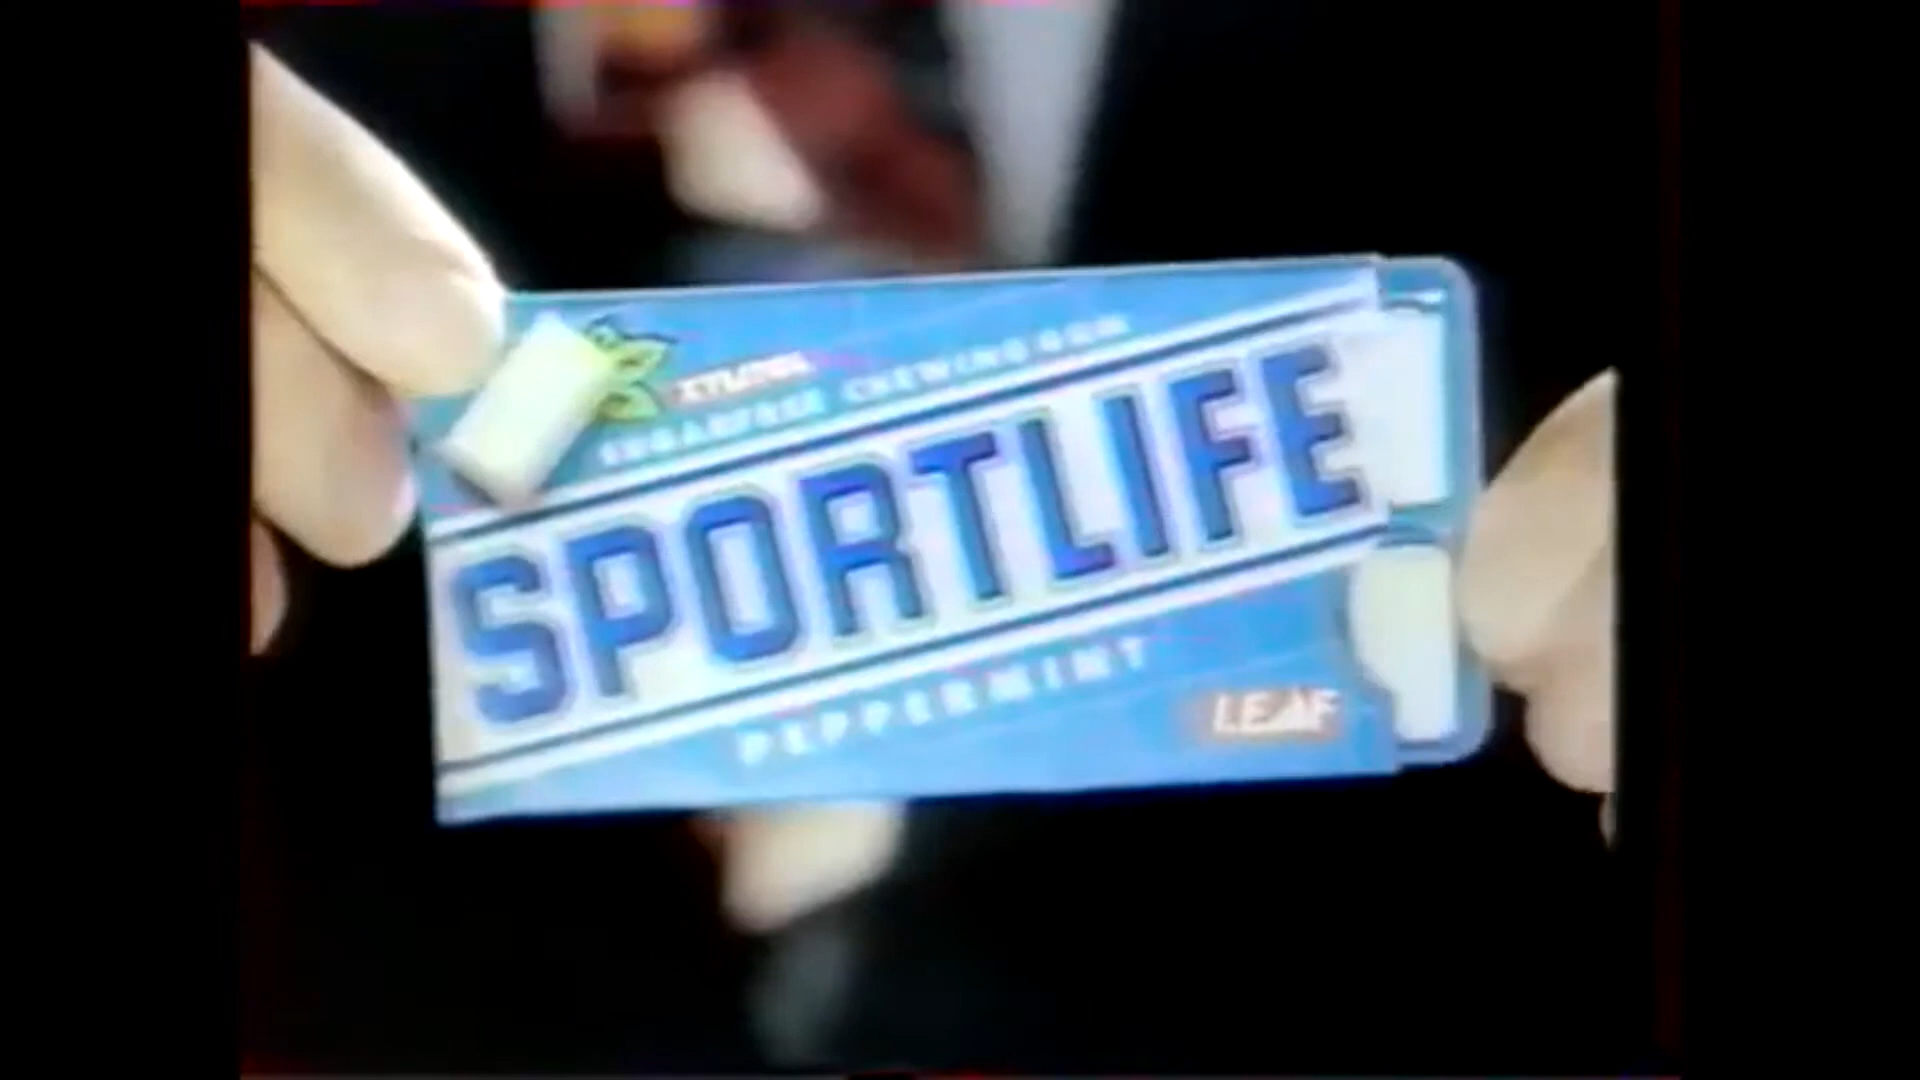 XYLITOL
SUGARFREE CHEWING GUM
SPORTLIFE
PEPPERMINT
LEAF